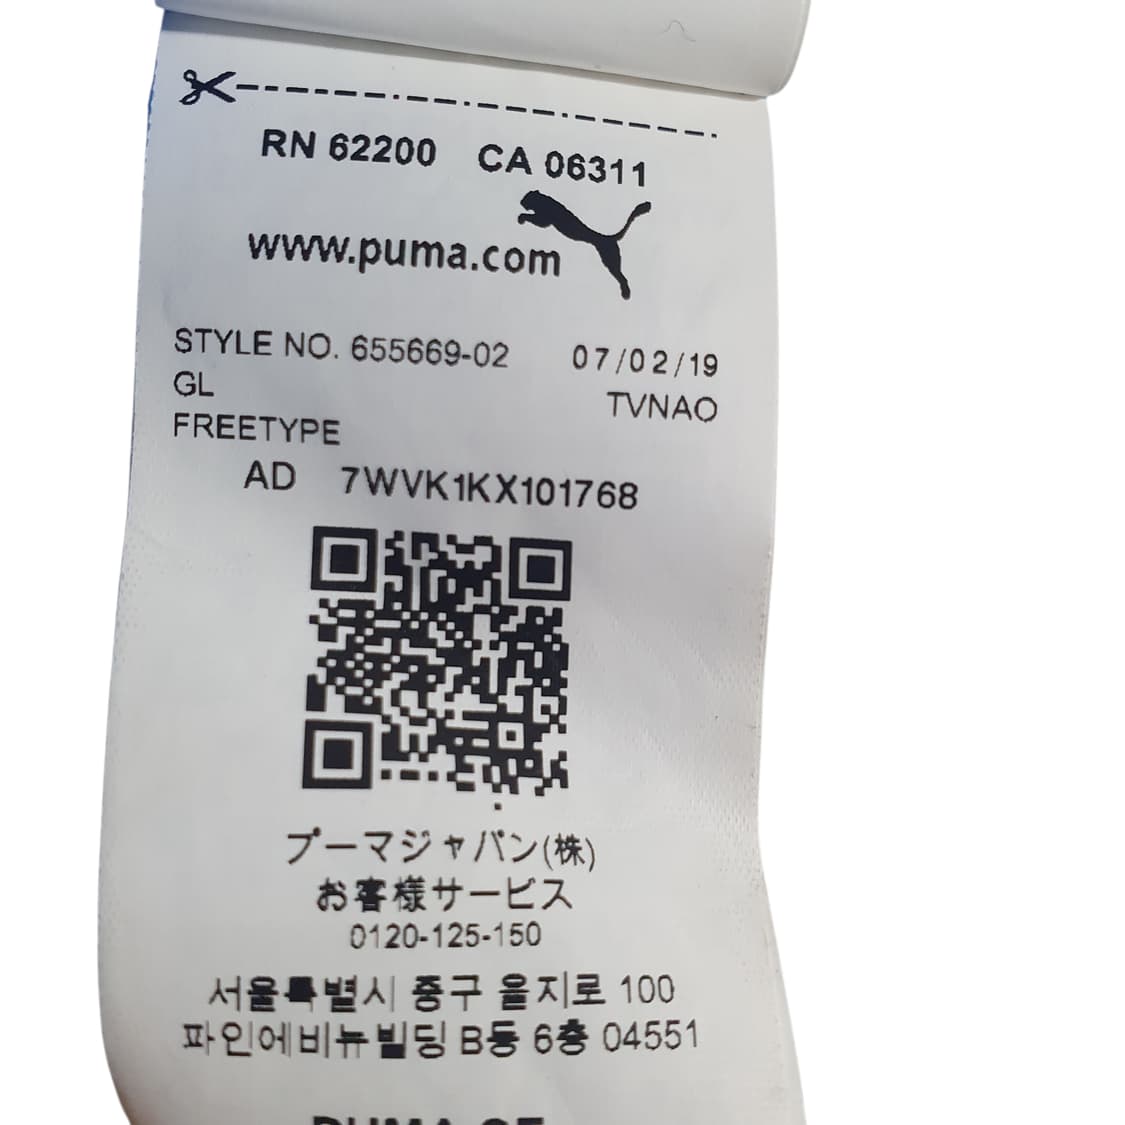 RN 62200 CA 06311
www.puma.com
STYLE NO. 655669-02 07/02/19
GL TVNAO
FREETYPE
AD 7WVK1KX101768
プーマジャパン(株)
お客様サービス
0120-125-150
서울특별시 중구 을지로 100
파인에비뉴빌딩 B동 6층 04551